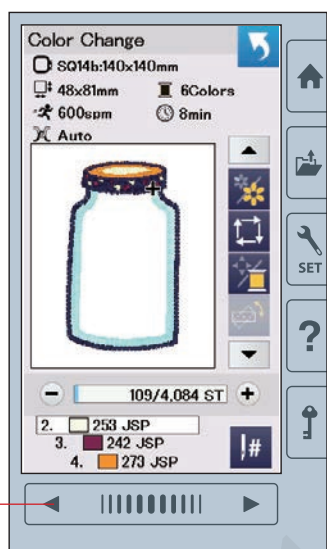 Color Change
SQ14b:140x140mm
48x81mm 6Colors
600spm 8min
Auto
109/4,084 ST
2. 253 JSP
3. 242 JSP
4. 273 JSP
#
SET
?